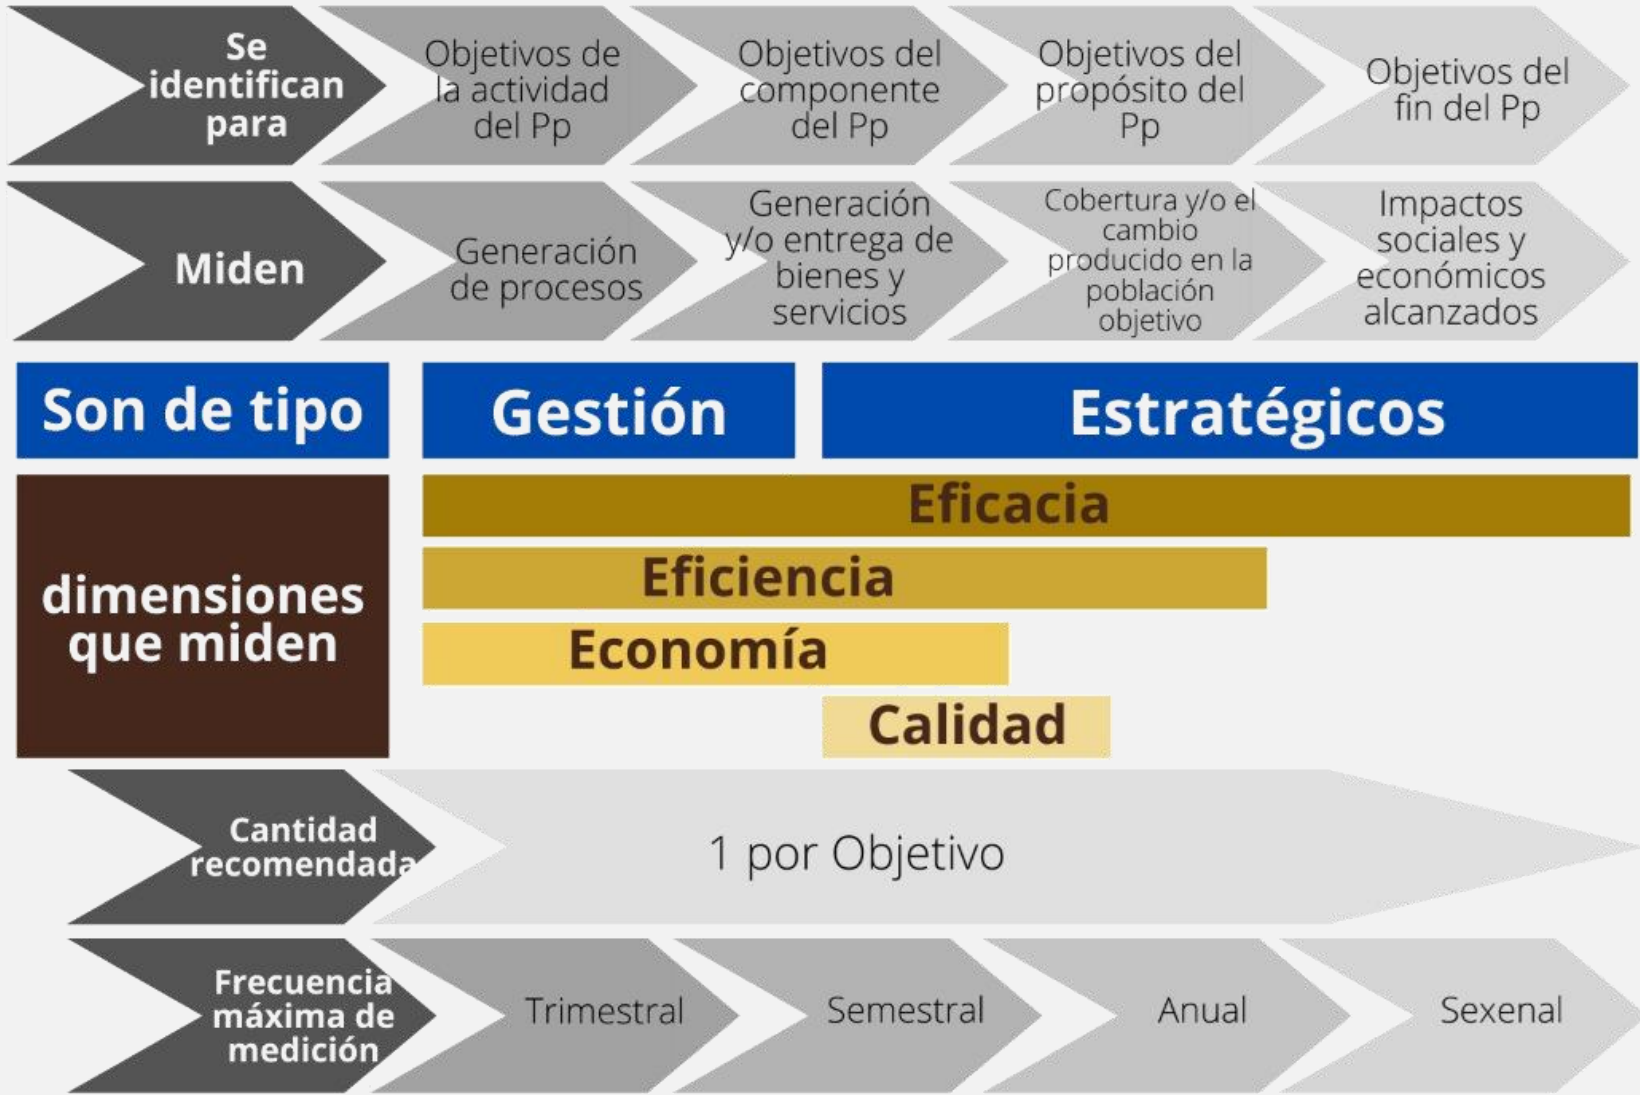 Se
identifican
para
Objetivos de
la actividad
del Pp
Objetivos del
componente
del Pp
Objetivos del
propósito del
Pp
Objetivos del
fin del Pp
Miden
Generación
de procesos
Generación
y/o entrega de
bienes y
servicios
Cobertura y/o el
cambio
producido en la
población
objetivo
Impactos
sociales y
económicos
alcanzados
Son de tipo
Gestión
Estratégicos
dimensiones
que miden
Eficacia
Eficiencia
Economía
Calidad
Cantidad
recomendada
1 por Objetivo
Frecuencia
máxima de
medición
Trimestral
Semestral
Anual
Sexenal